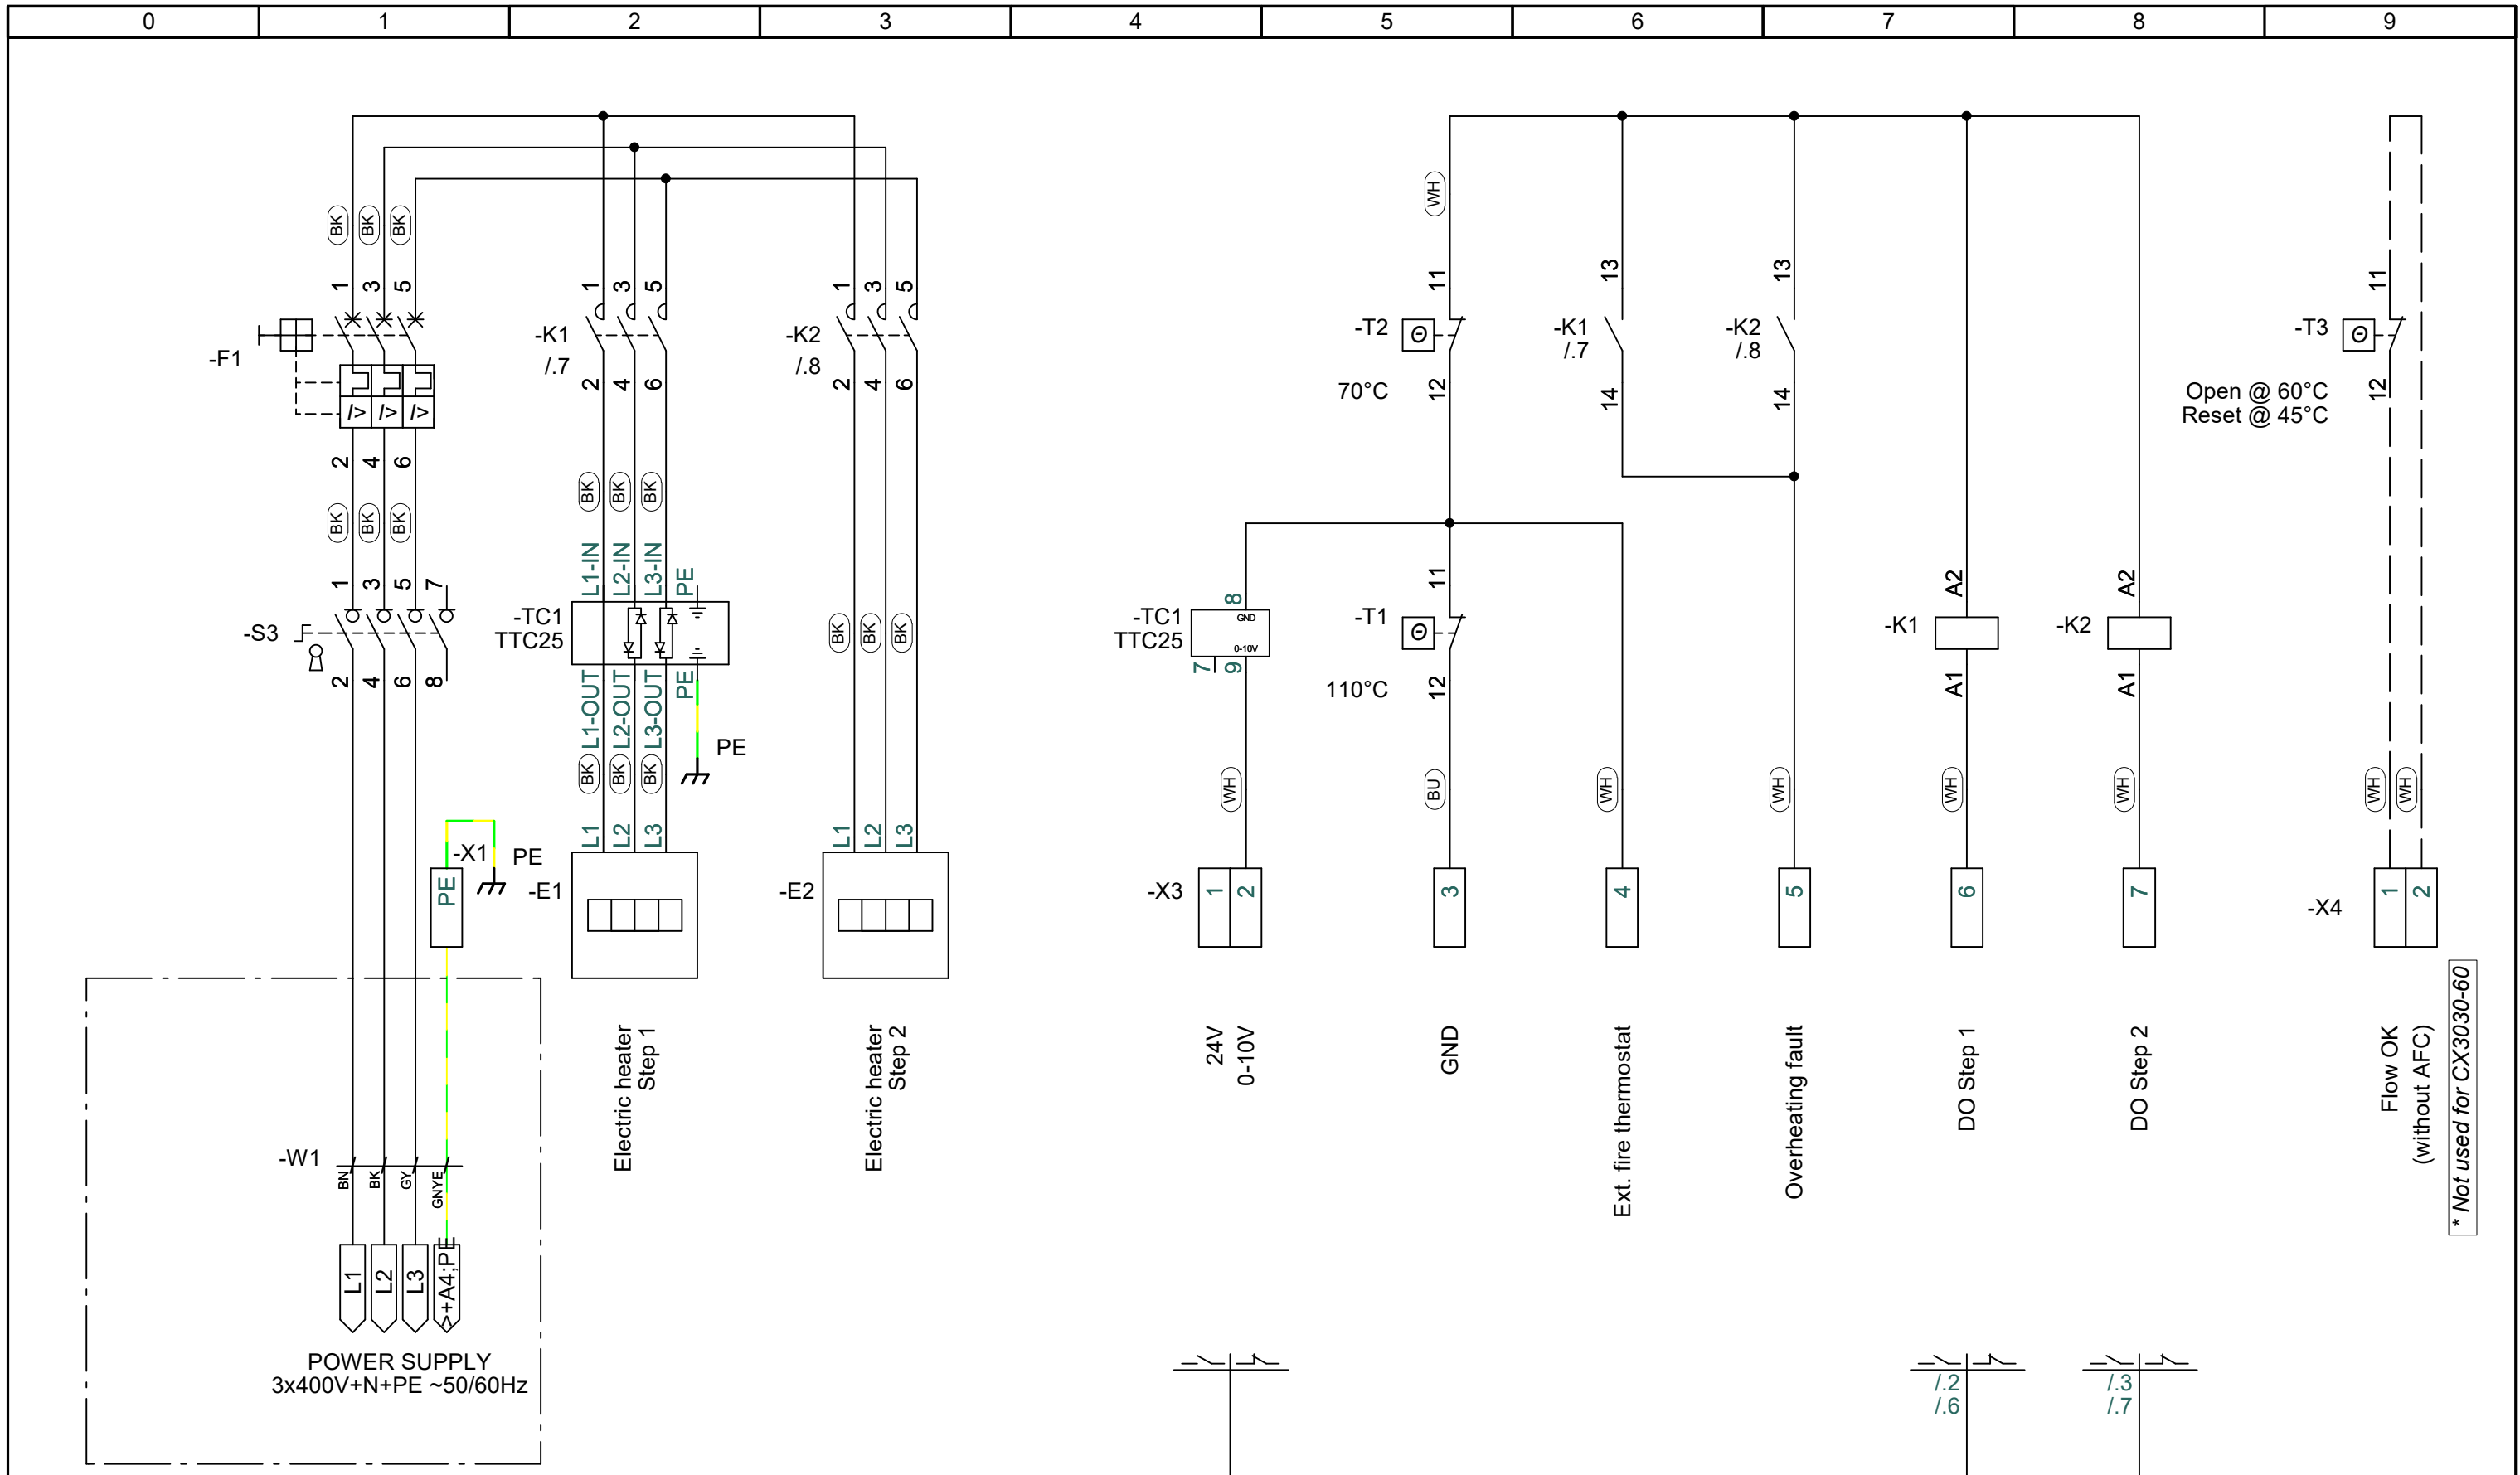 0 1 2 3 4 5 6 7 8 9
BK BK BK
1 3 5
-F1
I> I> I>
2 4 6
BK BK BK
1 3 5 7
-S3
2 4 6 8
-X1
PE
PE
-W1
BN BK GY GNYE
L1 L2 L3 >+A4;PE
POWER SUPPLY
3x400V+N+PE ~50/60Hz
1 3 5
-K1
/.7
2 4 6
BK BK BK
L1-IN L2-IN L3-IN PE
-TC1
TTC25
L1-OUT L2-OUT L3-OUT PE
PE
BK BK BK
L1 L2 L3
-E1
Electric heater
Step 1
1 3 5
-K2
/.8
2 4 6
BK BK BK
L1 L2 L3
-E2
Electric heater
Step 2
8
-TC1
TTC25
GND
0-10V
7 9
WH
-X3
1 2
24V
0-10V
WH
11
-T2
Θ
70°C
12
11
-T1
Θ
110°C
12
BU
3
GND
13
-K1
/.7
14
WH
4
Ext. fire thermostat
13
-K2
/.8
14
WH
5
Overheating fault
A2
-K1
A1
WH
6
DO Step 1
/.2
/.6
A2
-K2
A1
WH
7
DO Step 2
/.3
/.7
11
-T3
Θ
Open @ 60°C
Reset @ 45°C
12
WH WH
-X4
1 2
Flow OK
(without AFC)
* Not used for CX3030-60